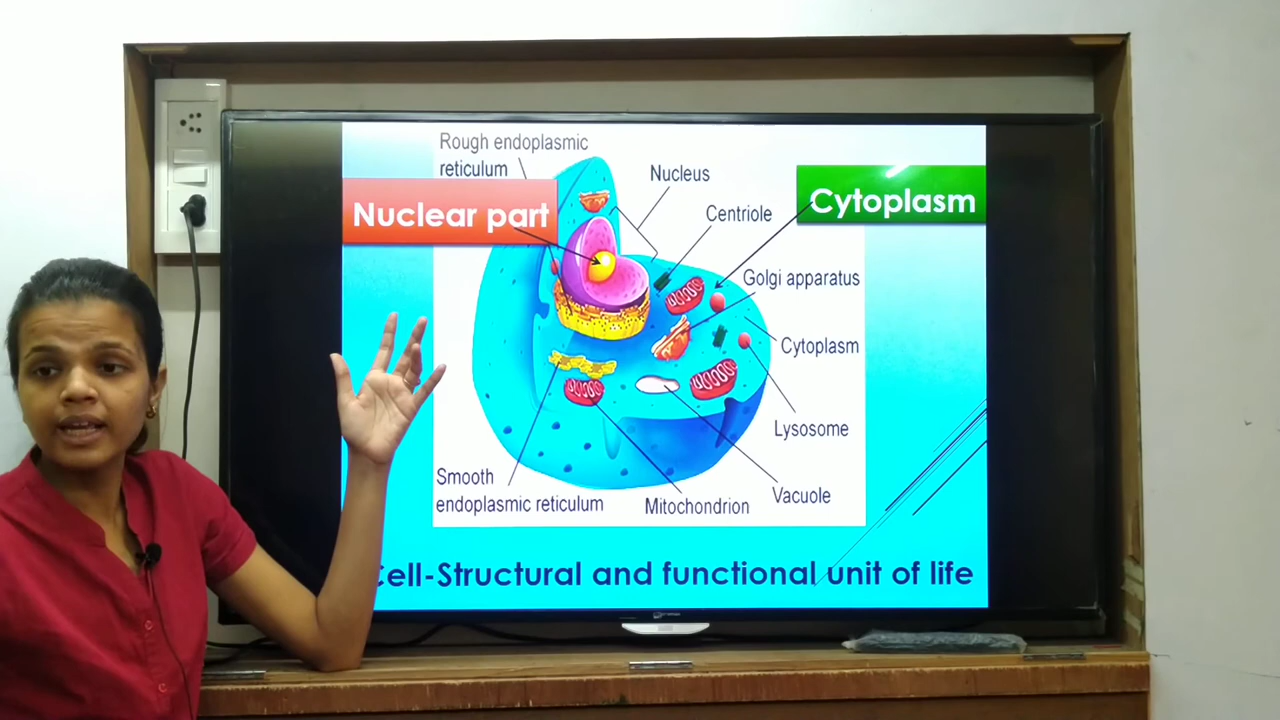 Rough endoplasmic
reticulum
Nucleus
Nuclear part
Cytoplasm
Centriole
Golgi apparatus
Cytoplasm
Lysosome
Smooth
endoplasmic reticulum
Mitochondrion
Vacuole
Cell-Structural and functional unit of life